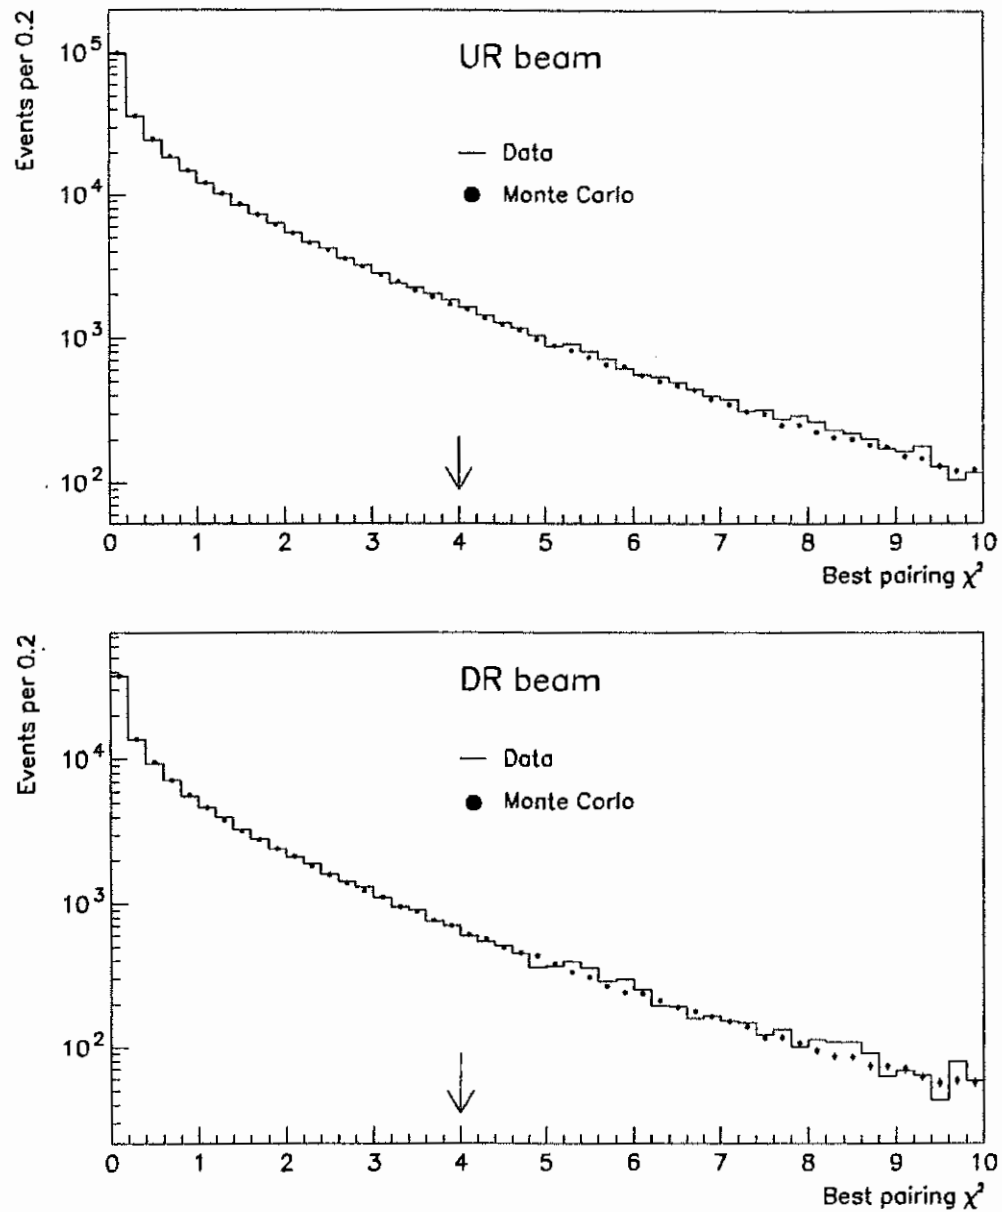 Events per 0.2
UR beam
Data
Monte Carlo
10^5
10^4
10^3
10^2
0 1 2 3 4 5 6 7 8 9 10
Best pairing χ²
Events per 0.2
DR beam
Data
Monte Carlo
10^4
10^3
10^2
0 1 2 3 4 5 6 7 8 9 10
Best pairing χ²